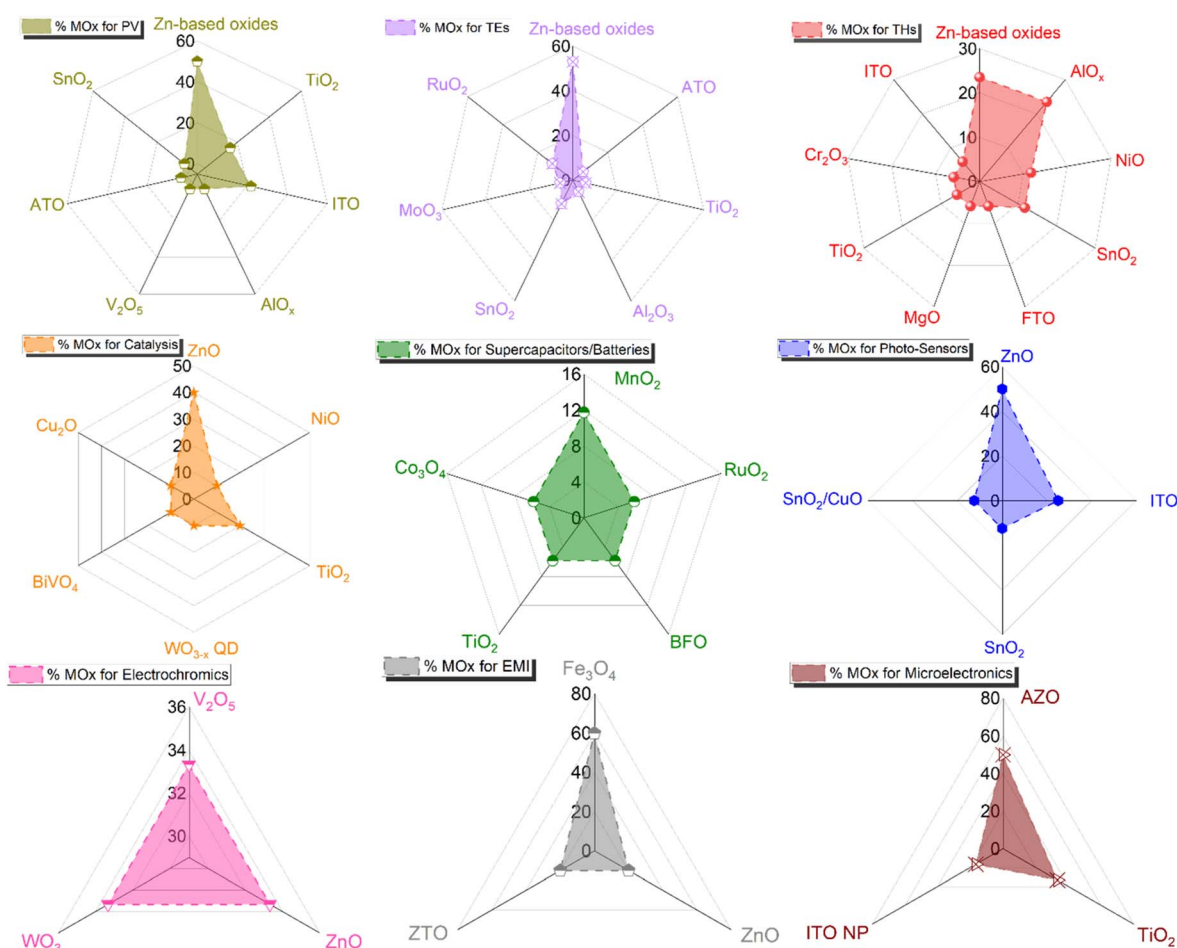 % MOx for PV
Zn-based oxides
60
40
20
0
TiO2
ITO
AlOx
V2O5
ATO
SnO2
% MOx for TEs
Zn-based oxides
60
40
20
0
ATO
TiO2
Al2O3
SnO2
MoO3
RuO2
% MOx for THs
Zn-based oxides
30
20
10
0
AlOx
NiO
SnO2
FTO
MgO
TiO2
Cr2O3
ITO
% MOx for Catalysis
ZnO
50
40
30
20
10
0
NiO
TiO2
WO3-x QD
BiVO4
Cu2O
% MOx for Supercapacitors/Batteries
MnO2
16
12
8
4
0
RuO2
BFO
TiO2
Co3O4
% MOx for Photo-Sensors
ZnO
60
40
20
0
ITO
SnO2
SnO2/CuO
% MOx for Electrochromics
V2O5
36
34
32
30
ZnO
WO3
% MOx for EMI
Fe3O4
80
60
40
20
0
ZnO
ZTO
% MOx for Microelectronics
AZO
80
60
40
20
0
TiO2
ITO NP